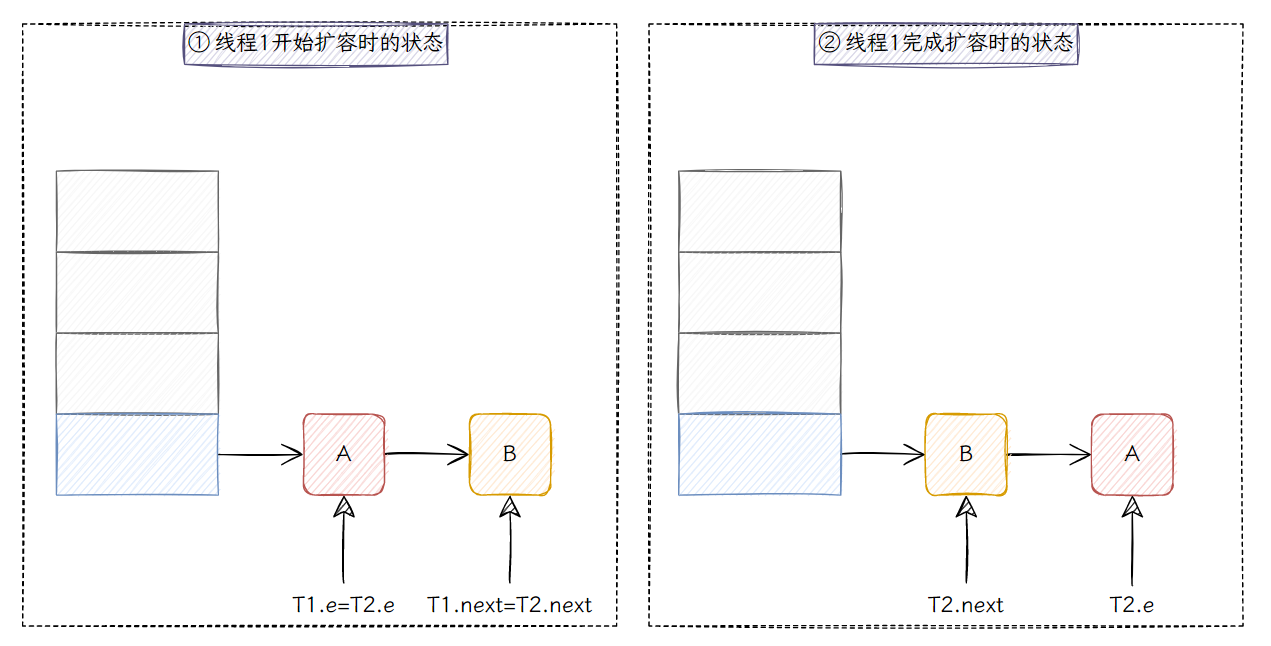 ① 线程1开始扩容时的状态
A
B
T1.e=T2.e
T1.next=T2.next
② 线程1完成扩容时的状态
B
A
T2.next
T2.e